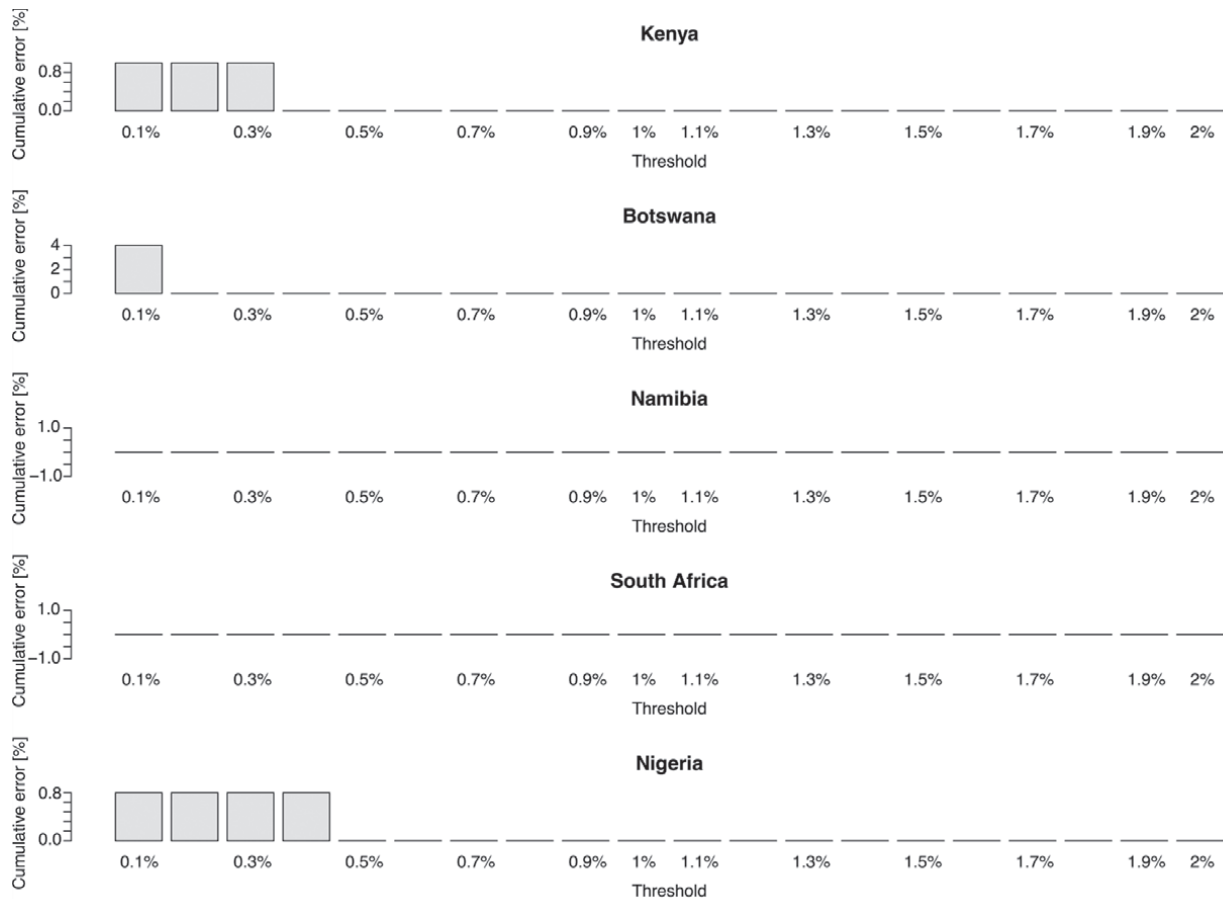 Kenya
Cumulative error [%]
0.8
0.0
0.1% 0.3% 0.5% 0.7% 0.9% 1% 1.1% 1.3% 1.5% 1.7% 1.9% 2%
Threshold
Botswana
Cumulative error [%]
4
2
0
0.1% 0.3% 0.5% 0.7% 0.9% 1% 1.1% 1.3% 1.5% 1.7% 1.9% 2%
Threshold
Namibia
Cumulative error [%]
1.0
−1.0
0.1% 0.3% 0.5% 0.7% 0.9% 1% 1.1% 1.3% 1.5% 1.7% 1.9% 2%
Threshold
South Africa
Cumulative error [%]
1.0
−1.0
0.1% 0.3% 0.5% 0.7% 0.9% 1% 1.1% 1.3% 1.5% 1.7% 1.9% 2%
Threshold
Nigeria
Cumulative error [%]
0.8
0.0
0.1% 0.3% 0.5% 0.7% 0.9% 1% 1.1% 1.3% 1.5% 1.7% 1.9% 2%
Threshold